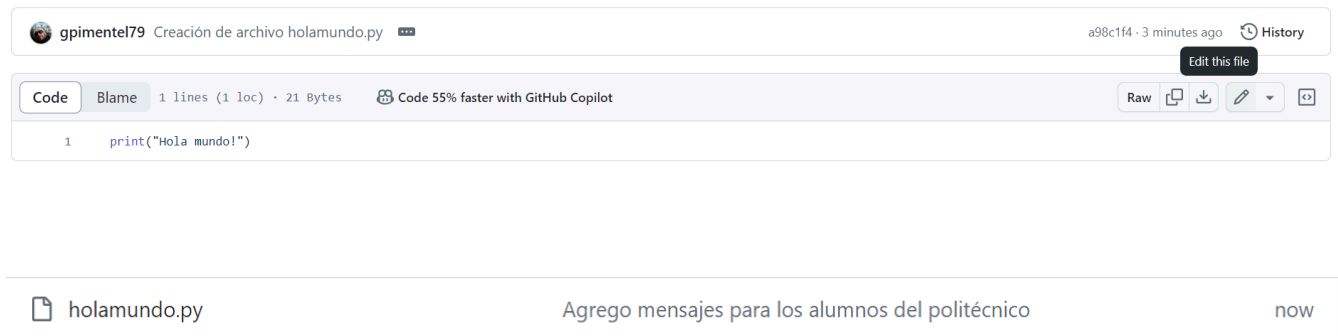 gpimentel79 Creación de archivo holamundo.py
a98c1f4 · 3 minutes ago History
Edit this file
Code Blame 1 lines (1 loc) · 21 Bytes Code 55% faster with GitHub Copilot Raw
1 print("Hola mundo!")
holamundo.py Agrego mensajes para los alumnos del politécnico now